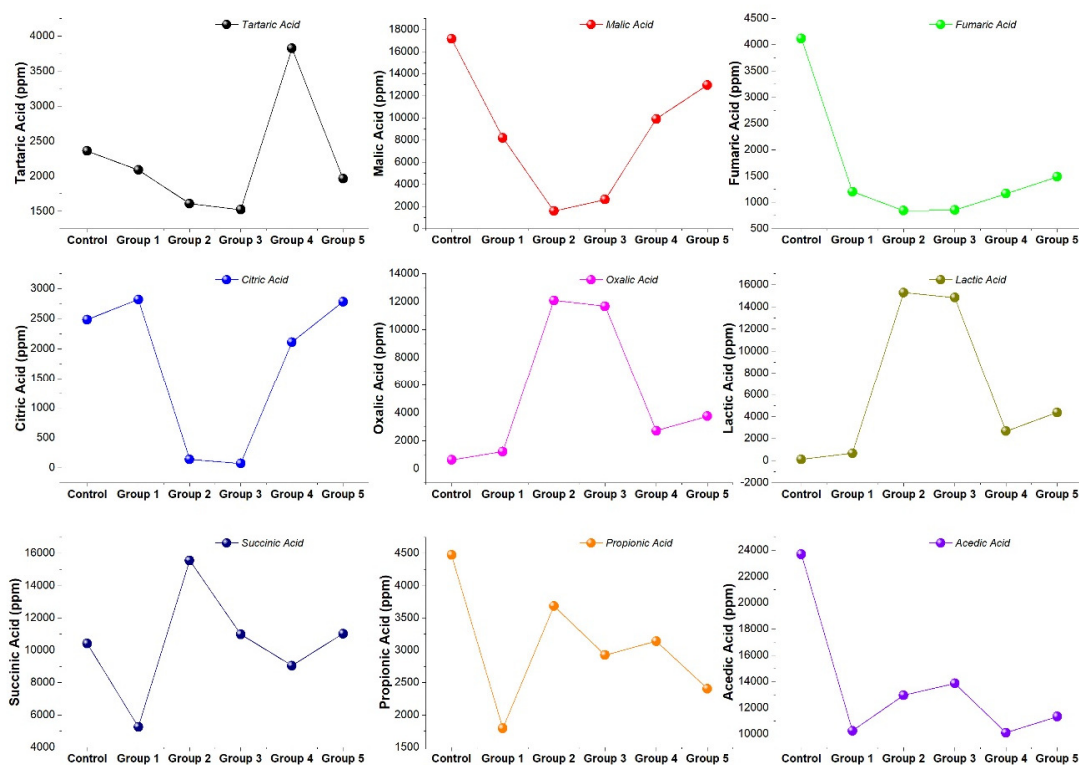 Tartaric Acid
Tartaric Acid (ppm)
4000
3500
3000
2500
2000
1500
Control Group 1 Group 2 Group 3 Group 4 Group 5
Malic Acid
Malic Acid (ppm)
18000
16000
14000
12000
10000
8000
6000
4000
2000
0
Control Group 1 Group 2 Group 3 Group 4 Group 5
Fumaric Acid
Fumaric Acid (ppm)
4500
4000
3500
3000
2500
2000
1500
1000
500
Control Group 1 Group 2 Group 3 Group 4 Group 5
Citric Acid
Citric Acid (ppm)
3000
2500
2000
1500
1000
500
0
Control Group 1 Group 2 Group 3 Group 4 Group 5
Oxalic Acid
Oxalic Acid (ppm)
14000
12000
10000
8000
6000
4000
2000
0
Control Group 1 Group 2 Group 3 Group 4 Group 5
Lactic Acid
Lactic Acid (ppm)
16000
14000
12000
10000
8000
6000
4000
2000
0
-2000
Control Group 1 Group 2 Group 3 Group 4 Group 5
Succinic Acid
Succinic Acid (ppm)
16000
14000
12000
10000
8000
6000
4000
Control Group 1 Group 2 Group 3 Group 4 Group 5
Propionic Acid
Propionic Acid (ppm)
4500
4000
3500
3000
2500
2000
1500
Control Group 1 Group 2 Group 3 Group 4 Group 5
Acedic Acid
Acedic Acid (ppm)
24000
22000
20000
18000
16000
14000
12000
10000
Control Group 1 Group 2 Group 3 Group 4 Group 5